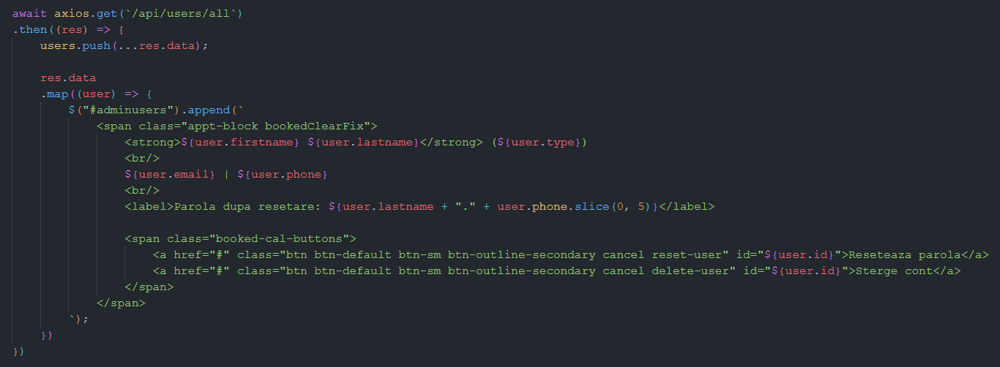 await axios.get(`/api/users/all`)
.then((res) => {
users.push(...res.data);
res.data
.map((user) => {
$("#adminusers").append(`
<span class="appt-block bookedClearFix">
<strong>${user.firstname} ${user.lastname}</strong> (${user.type})
<br/>
${user.email} | ${user.phone}
<br/>
<label>Parola dupa resetare: ${user.lastname + "." + user.phone.slice(0, 5)}</label>
<span class="booked-cal-buttons">
<a href="#" class="btn btn-default btn-sm btn-outline-secondary cancel reset-user" id="${user.id}">Reseteaza parola</a>
<a href="#" class="btn btn-default btn-sm btn-outline-secondary cancel delete-user" id="${user.id}">Sterge cont</a>
</span>
</span>
`);
})
})